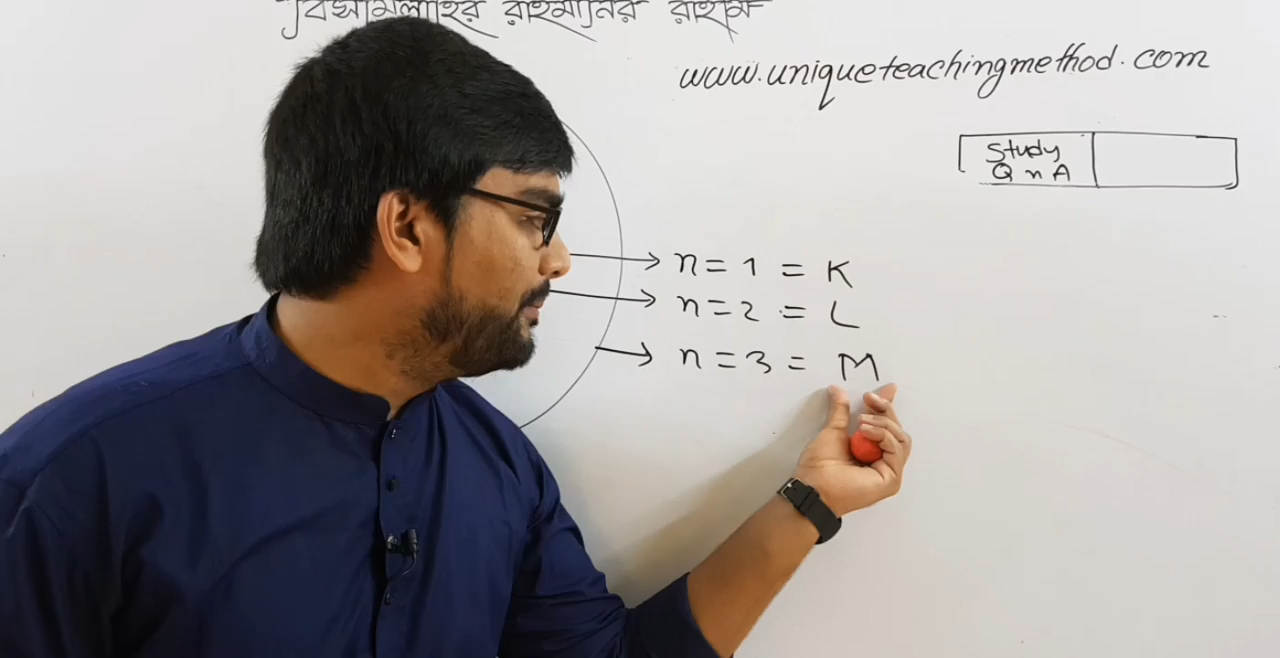 বিসমিল্লাহির রাহমানির রাহিম
www.uniqueteachingmethod.com
Study
Q n A
n = 1 = K
n = 2 = L
n = 3 = M